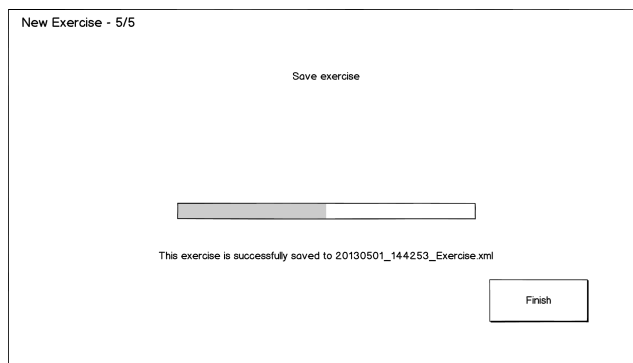 New Exercise - 5/5
Save exercise
This exercise is successfully saved to 20130501_144253_Exercise.xml
Finish